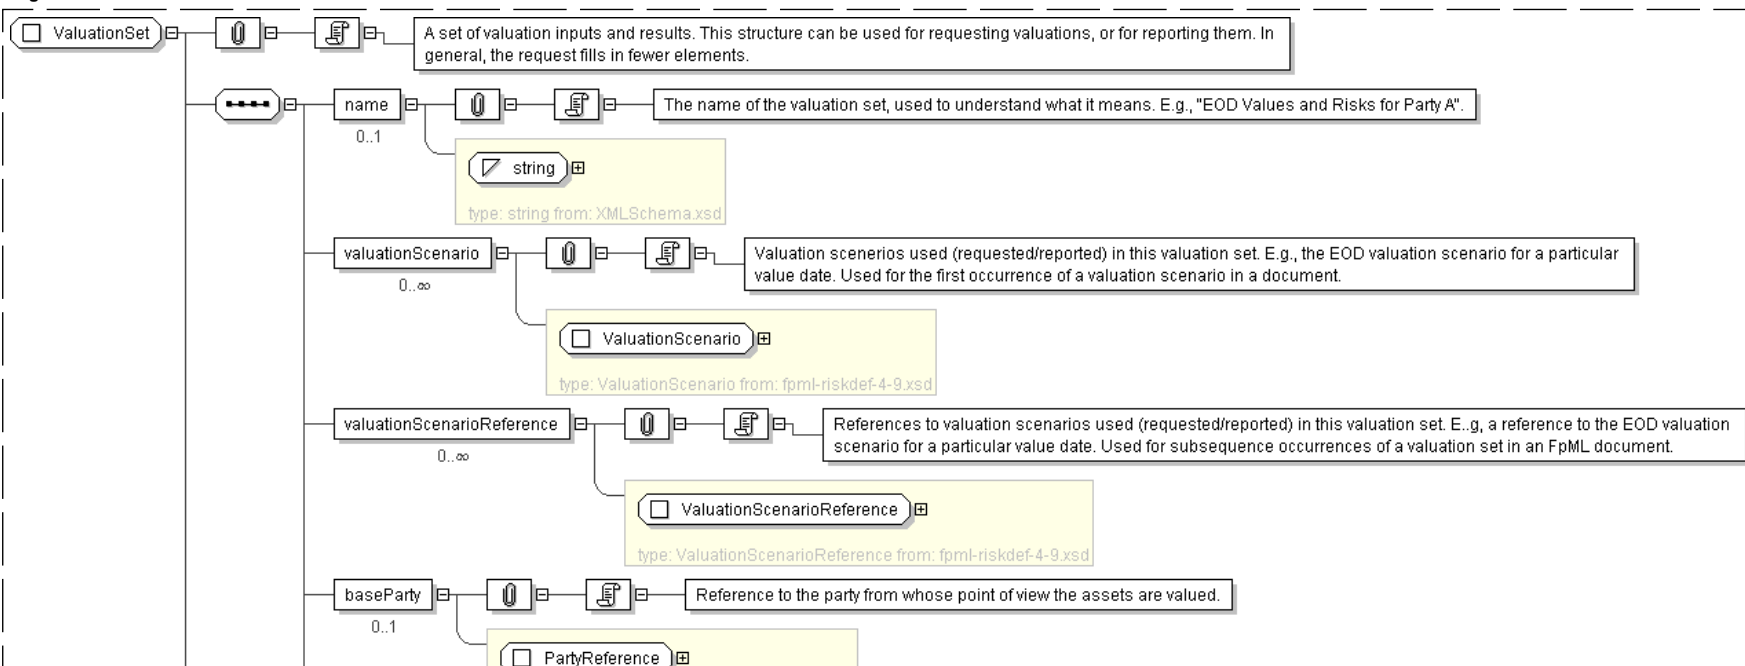 ValuationSet
A set of valuation inputs and results. This structure can be used for requesting valuations, or for reporting them. In
general, the request fills in fewer elements.
name
The name of the valuation set, used to understand what it means. E.g., "EOD Values and Risks for Party A".
0..1
string
type: string from: XMLSchema.xsd
valuationScenario
Valuation scenerios used (requested/reported) in this valuation set. E.g., the EOD valuation scenario for a particular
value date. Used for the first occurrence of a valuation scenario in a document.
0..∞
ValuationScenario
type: ValuationScenario from: fpml-riskdef-4-9.xsd
valuationScenarioReference
References to valuation scenarios used (requested/reported) in this valuation set. E..g, a reference to the EOD valuation
scenario for a particular value date. Used for subsequence occurrences of a valuation set in an FpML document.
0..∞
ValuationScenarioReference
type: ValuationScenarioReference from: fpml-riskdef-4-9.xsd
baseParty
Reference to the party from whose point of view the assets are valued.
0..1
PartyReference